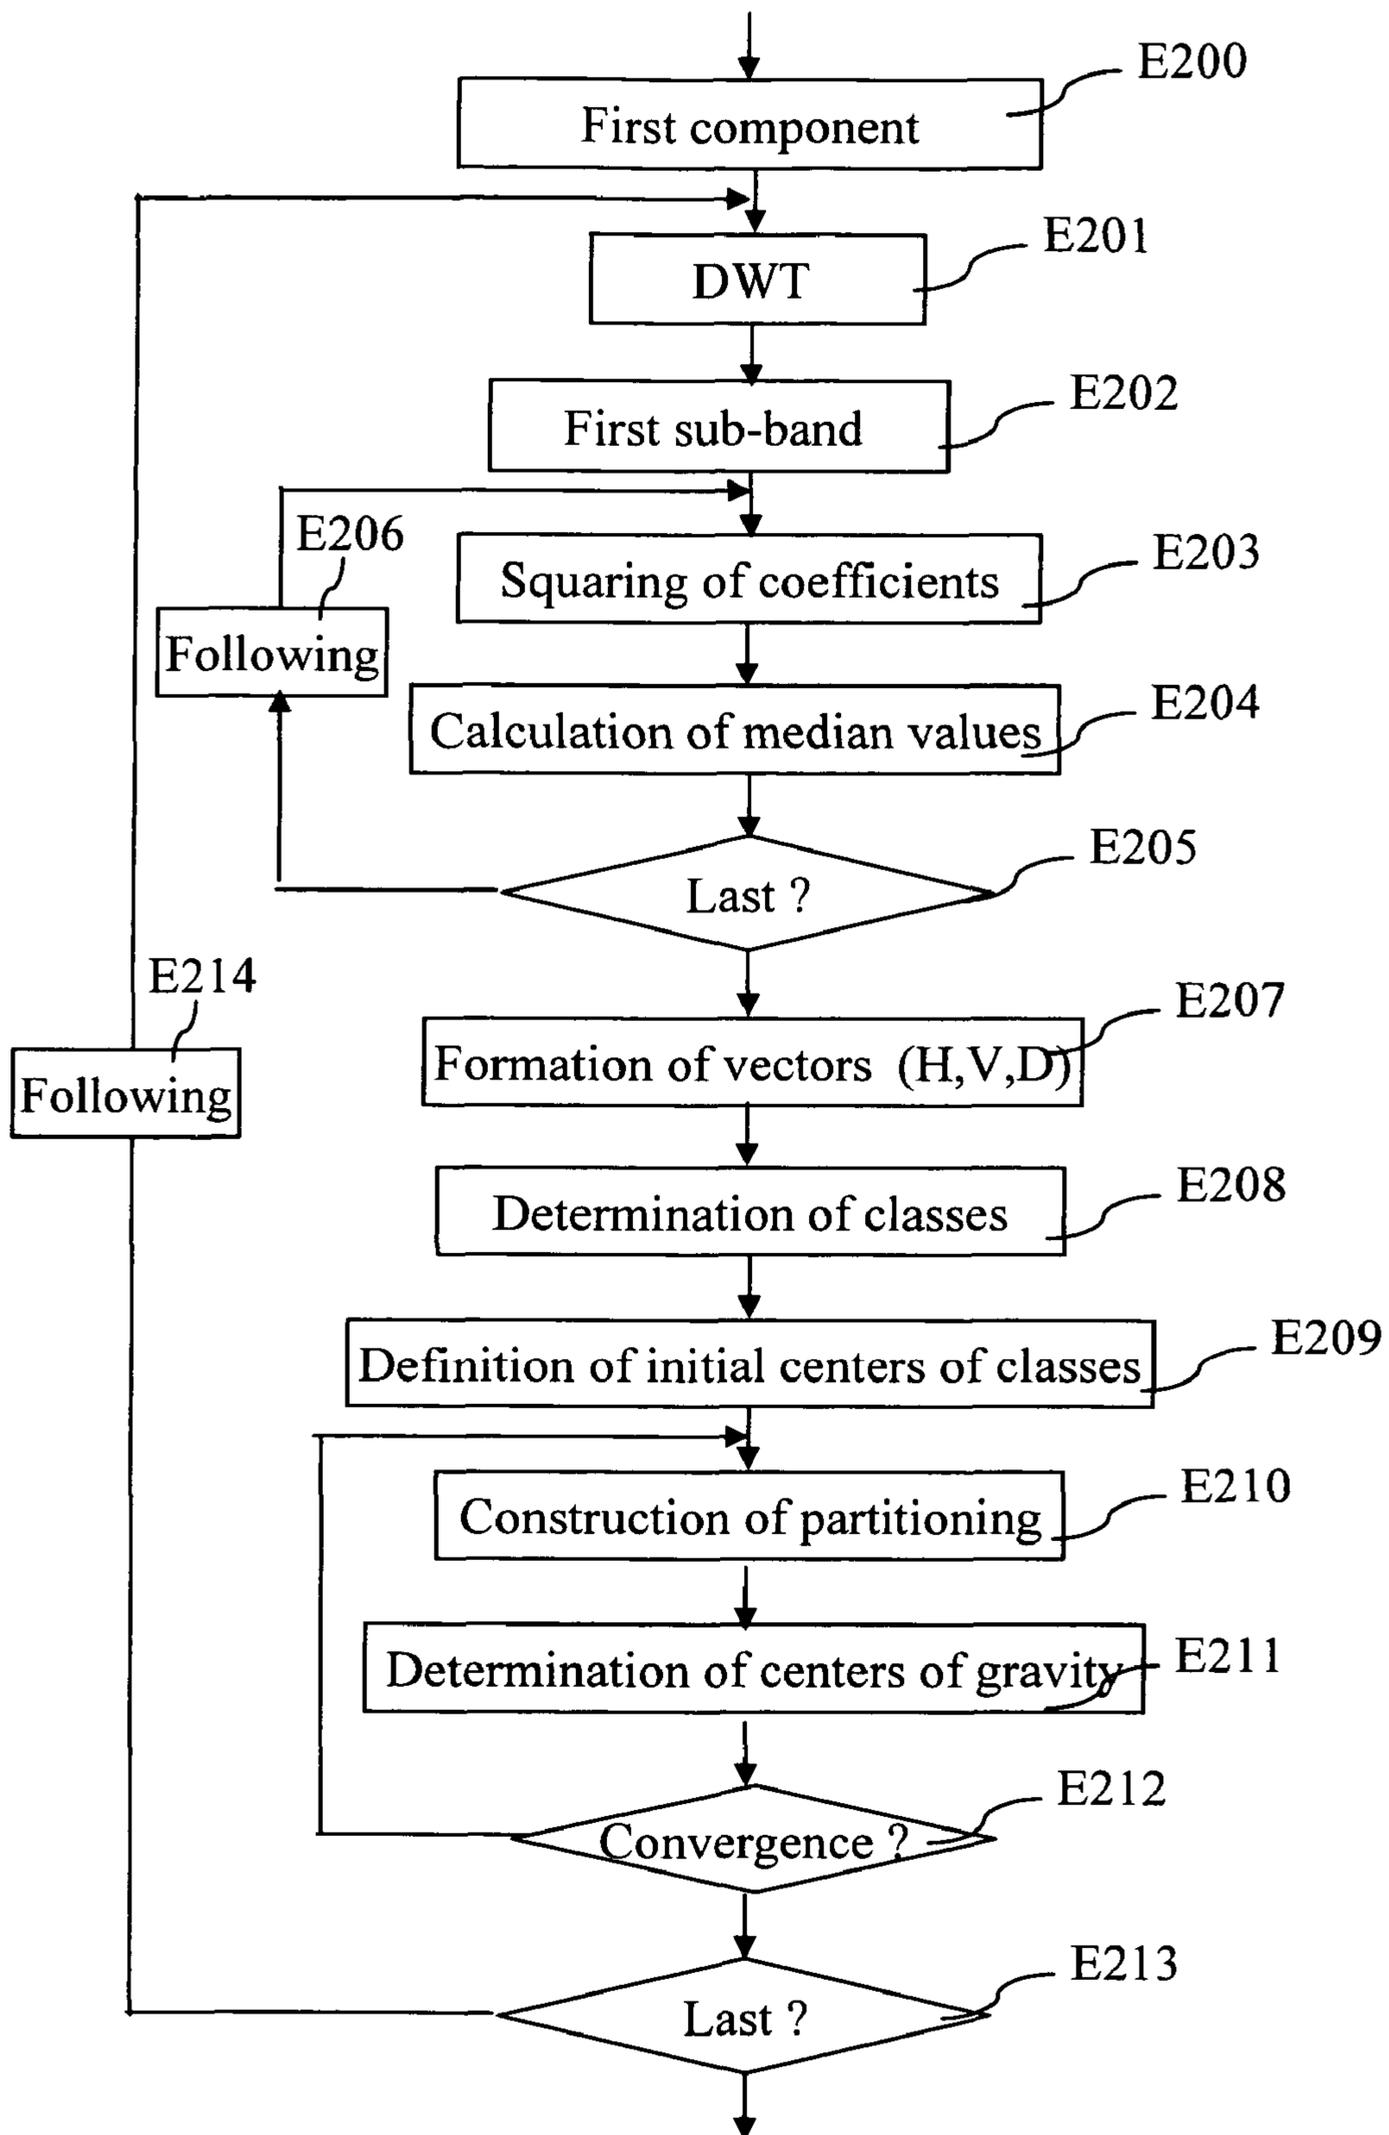 E200
First component
E201
DWT
E202
First sub-band
E206
E203
Squaring of coefficients
Following
E204
Calculation of median values
E205
Last ?
E214
E207
Formation of vectors (H,V,D)
Following
E208
Determination of classes
E209
Definition of initial centers of classes
E210
Construction of partitioning
E211
Determination of centers of gravity
E212
Convergence ?
E213
Last ?